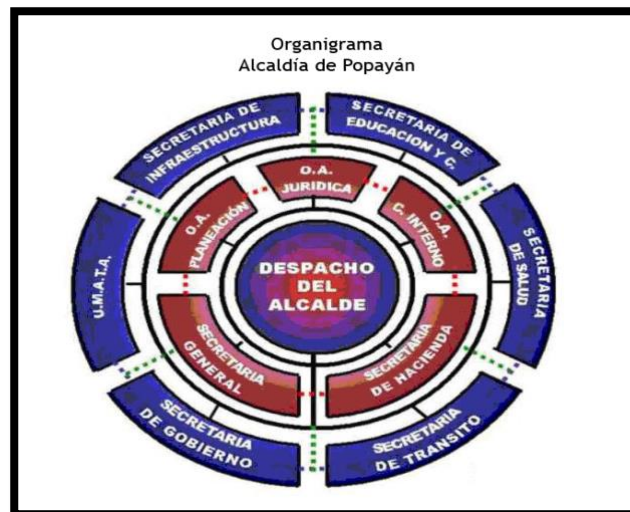 Organigrama
Alcaldía de Popayán
SECRETARIA DE
INFRAESTRUCTURA
SECRETARIA DE
EDUCACION Y C.
O.A.
JURIDICA
O.A.
PLANEACIÓN
O.A.
C. INTERNO
U.M.A.T.A.
DESPACHO
DEL
ALCALDE
SECRETARIA
DE SALUD
SECRETARIA
GENERAL
SECRETARIA
DE HACIENDA
SECRETARIA
DE GOBIERNO
SECRETARIA
DE TRANSITO